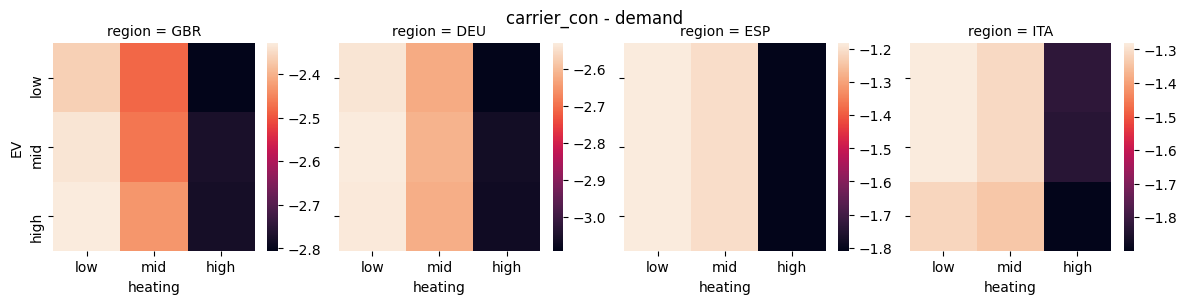 carrier_con - demand
region = GBR
region = DEU
region = ESP
region = ITA
EV
low
mid
high
low
mid
high
heating
−2.4
−2.5
−2.6
−2.7
−2.8
low
mid
high
heating
−2.6
−2.7
−2.8
−2.9
−3.0
low
mid
high
heating
−1.2
−1.3
−1.4
−1.5
−1.6
−1.7
−1.8
low
mid
high
heating
−1.3
−1.4
−1.5
−1.6
−1.7
−1.8